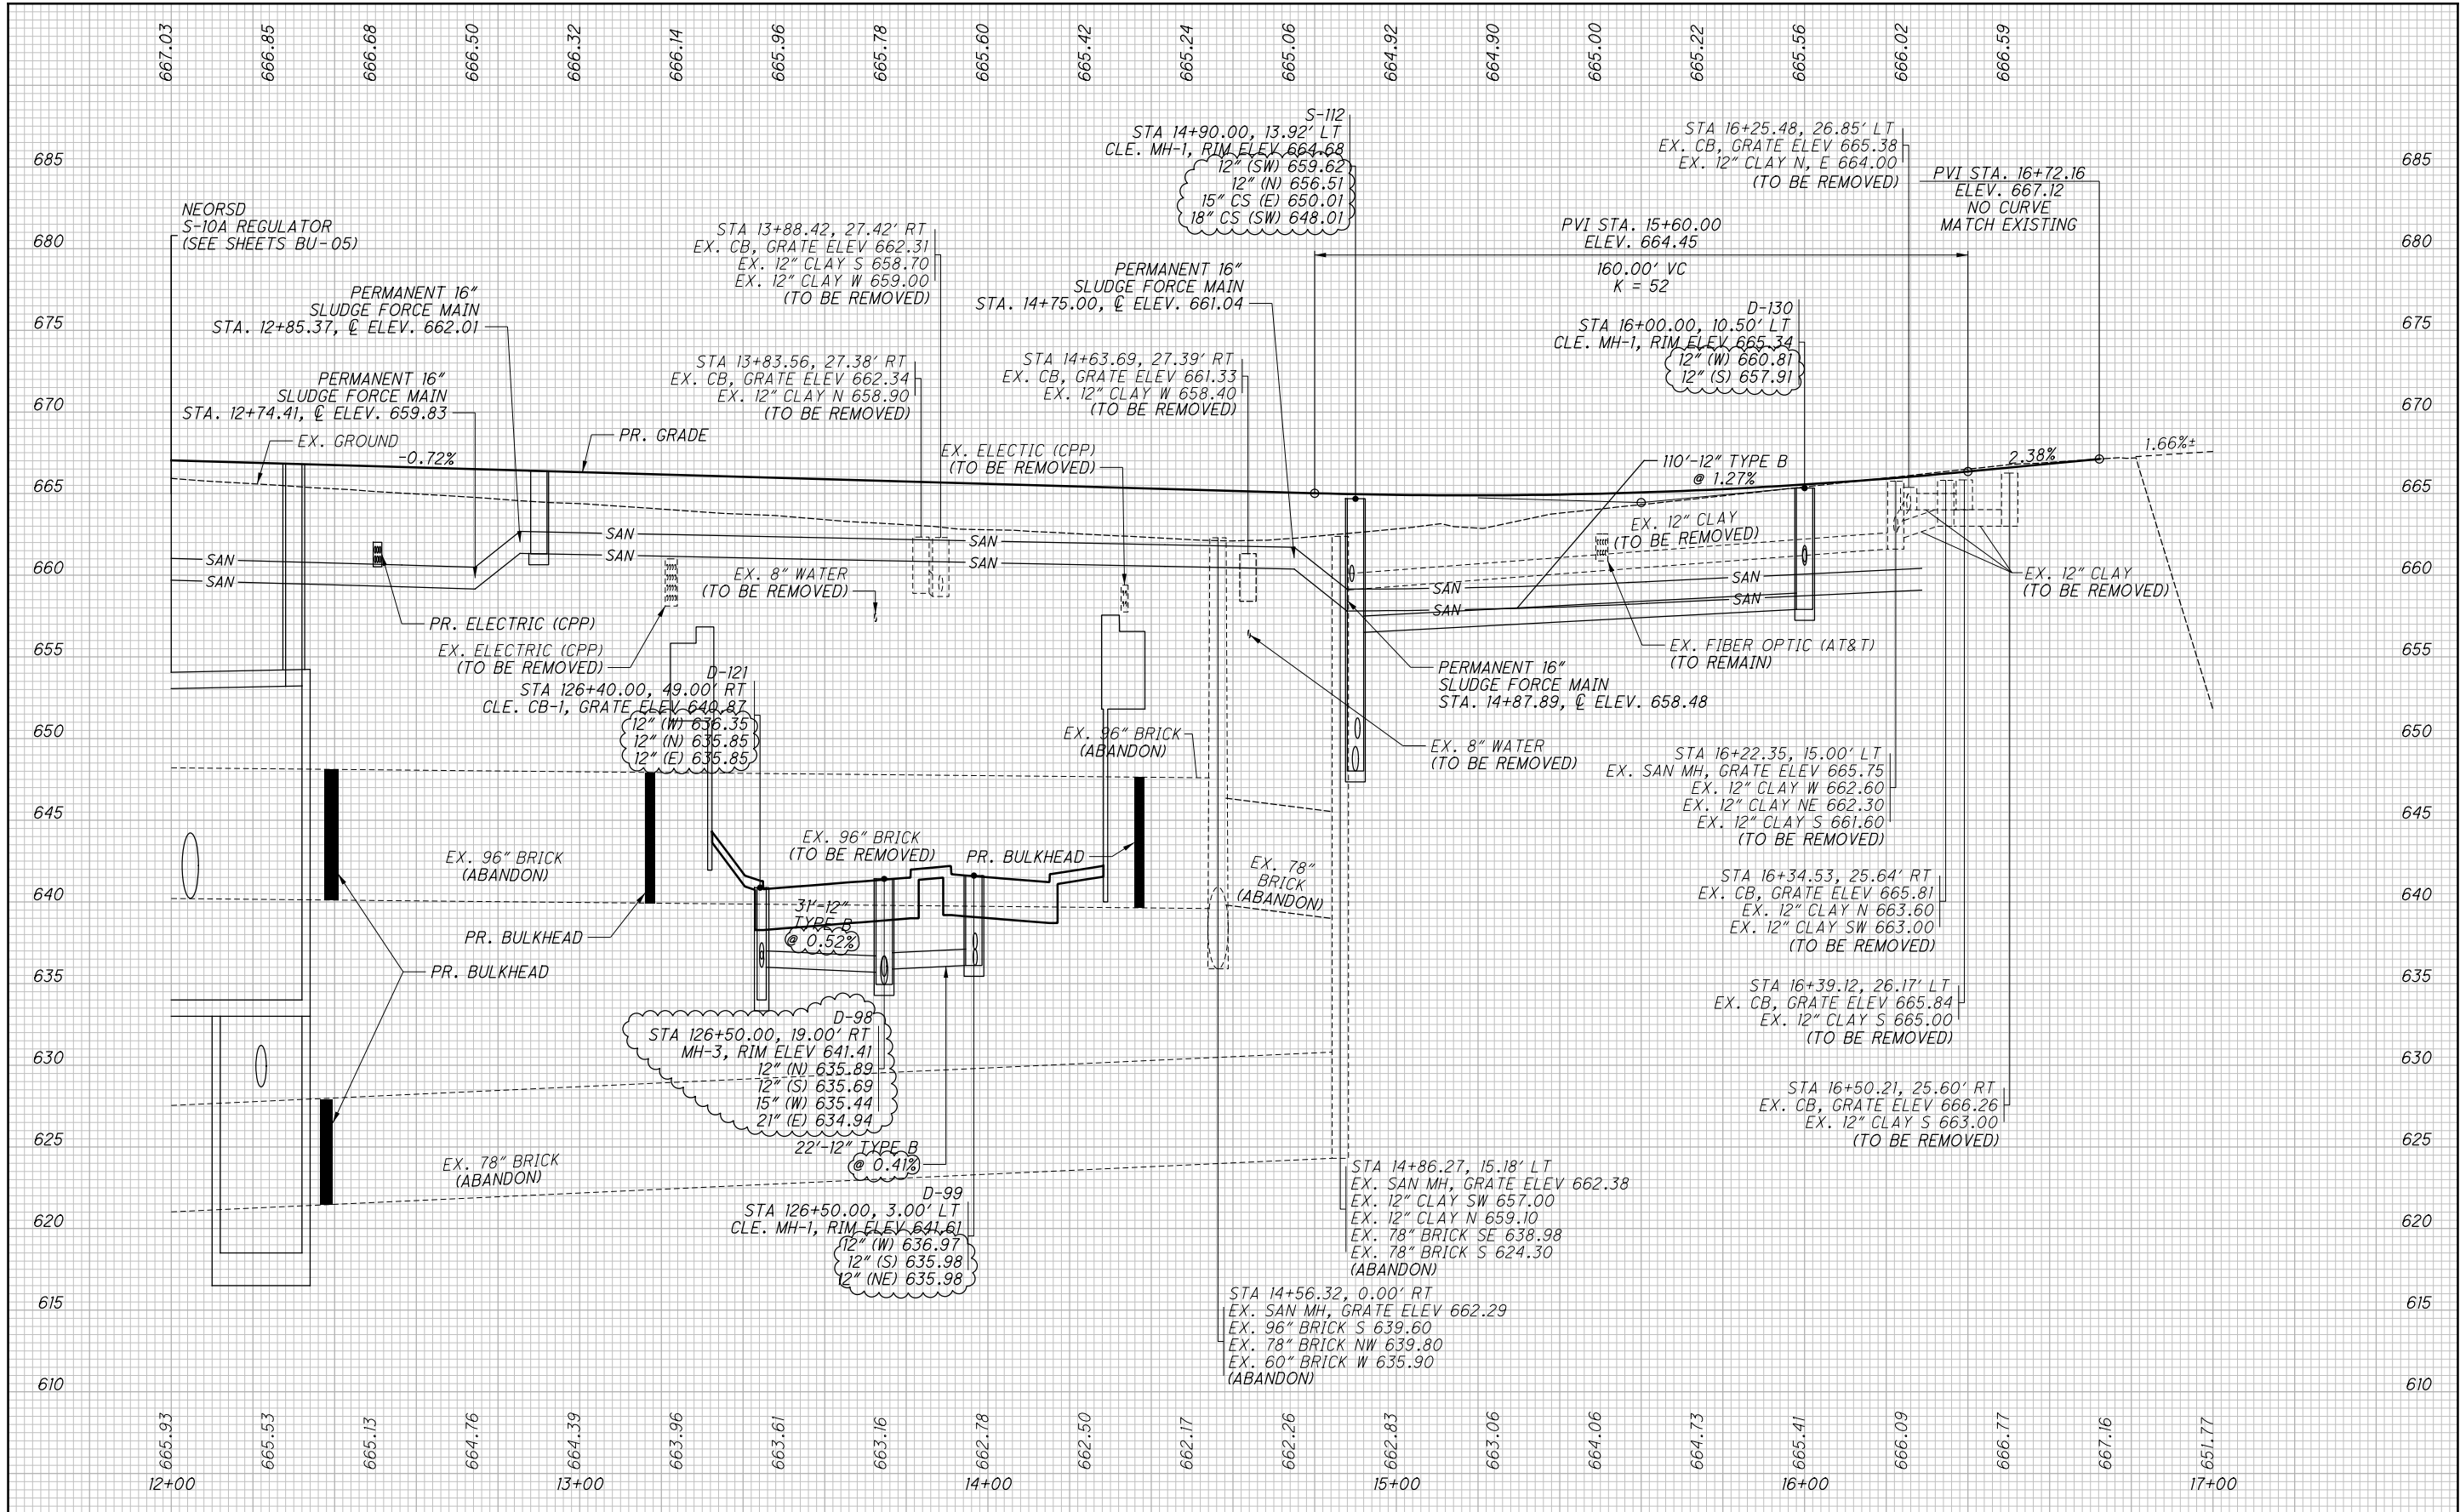 667.03
666.85
666.68
666.50
666.32
666.14
665.96
665.78
665.60
665.42
665.24
665.06
664.92
664.90
665.00
665.22
665.56
666.02
666.59
685
680
675
670
665
660
655
650
645
640
635
630
625
620
615
610
685
680
675
670
665
660
655
650
645
640
635
630
625
620
615
610
NEORSD
S-10A REGULATOR
(SEE SHEETS BU-05)
PERMANENT 16"
SLUDGE FORCE MAIN
STA. 12+85.37, ℄ ELEV. 662.01
PERMANENT 16"
SLUDGE FORCE MAIN
STA. 12+74.41, ℄ ELEV. 659.83
EX. GROUND
-0.72%
PR. GRADE
STA 13+88.42, 27.42' RT
EX. CB, GRATE ELEV 662.31
EX. 12" CLAY S 658.70
EX. 12" CLAY W 659.00
(TO BE REMOVED)
STA 13+83.56, 27.38' RT
EX. CB, GRATE ELEV 662.34
EX. 12" CLAY N 658.90
(TO BE REMOVED)
S-112
STA 14+90.00, 13.92' LT
CLE. MH-1, RIM ELEV 664.68
12" (SW) 659.62
12" (N) 656.51
15" CS (E) 650.01
18" CS (SW) 648.01
PERMANENT 16"
SLUDGE FORCE MAIN
STA. 14+75.00, ℄ ELEV. 661.04
STA 14+63.69, 27.39' RT
EX. CB, GRATE ELEV 661.33
EX. 12" CLAY W 658.40
(TO BE REMOVED)
EX. ELECTIC (CPP)
(TO BE REMOVED)
PVI STA. 15+60.00
ELEV. 664.45
160.00' VC
K = 52
D-130
STA 16+00.00, 10.50' LT
CLE. MH-1, RIM ELEV 665.34
12" (W) 660.81
12" (S) 657.91
STA 16+25.48, 26.85' LT
EX. CB, GRATE ELEV 665.38
EX. 12" CLAY N, E 664.00
(TO BE REMOVED)
PVI STA. 16+72.16
ELEV. 667.12
NO CURVE
MATCH EXISTING
2.38%
1.66%±
110'-12" TYPE B
@ 1.27%
EX. 12" CLAY
(TO BE REMOVED)
SAN
SAN
SAN
SAN
SAN
SAN
SAN
SAN
SAN
SAN
EX. 12" CLAY
(TO BE REMOVED)
EX. 8" WATER
(TO BE REMOVED)
PR. ELECTRIC (CPP)
EX. ELECTRIC (CPP)
(TO BE REMOVED)
EX. FIBER OPTIC (AT&T)
(TO REMAIN)
PERMANENT 16"
SLUDGE FORCE MAIN
STA. 14+87.89, ℄ ELEV. 658.48
D-121
STA 126+40.00, 49.00' RT
CLE. CB-1, GRATE ELEV 640.87
12" (W) 636.35
12" (N) 635.85
12" (E) 635.85
EX. 96" BRICK
(ABANDON)
EX. 8" WATER
(TO BE REMOVED)
STA 16+22.35, 15.00' LT
EX. SAN MH, GRATE ELEV 665.75
EX. 12" CLAY W 662.60
EX. 12" CLAY NE 662.30
EX. 12" CLAY S 661.60
(TO BE REMOVED)
EX. 96" BRICK
(ABANDON)
EX. 96" BRICK
(TO BE REMOVED)
PR. BULKHEAD
EX. 78"
BRICK
(ABANDON)
STA 16+34.53, 25.64' RT
EX. CB, GRATE ELEV 665.81
EX. 12" CLAY N 663.60
EX. 12" CLAY SW 663.00
(TO BE REMOVED)
31'-12"
TYPE B
@ 0.52%
PR. BULKHEAD
PR. BULKHEAD
STA 16+39.12, 26.17' LT
EX. CB, GRATE ELEV 665.84
EX. 12" CLAY S 665.00
(TO BE REMOVED)
D-98
STA 126+50.00, 19.00' RT
MH-3, RIM ELEV 641.41
12" (N) 635.89
12" (S) 635.69
15" (W) 635.44
21" (E) 634.94
STA 16+50.21, 25.60' RT
EX. CB, GRATE ELEV 666.26
EX. 12" CLAY S 663.00
(TO BE REMOVED)
22'-12" TYPE B
@ 0.41%
EX. 78" BRICK
(ABANDON)
D-99
STA 126+50.00, 3.00' LT
CLE. MH-1, RIM ELEV 641.61
12" (W) 636.97
12" (S) 635.98
12" (NE) 635.98
STA 14+86.27, 15.18' LT
EX. SAN MH, GRATE ELEV 662.38
EX. 12" CLAY SW 657.00
EX. 12" CLAY N 659.10
EX. 78" BRICK SE 638.98
EX. 78" BRICK S 624.30
(ABANDON)
STA 14+56.32, 0.00' RT
EX. SAN MH, GRATE ELEV 662.29
EX. 96" BRICK S 639.60
EX. 78" BRICK NW 639.80
EX. 60" BRICK W 635.90
(ABANDON)
665.93
665.53
665.13
664.76
664.39
663.96
663.61
663.16
662.78
662.50
662.17
662.26
662.83
663.06
664.06
664.73
665.41
666.09
666.77
667.16
651.77
12+00
13+00
14+00
15+00
16+00
17+00